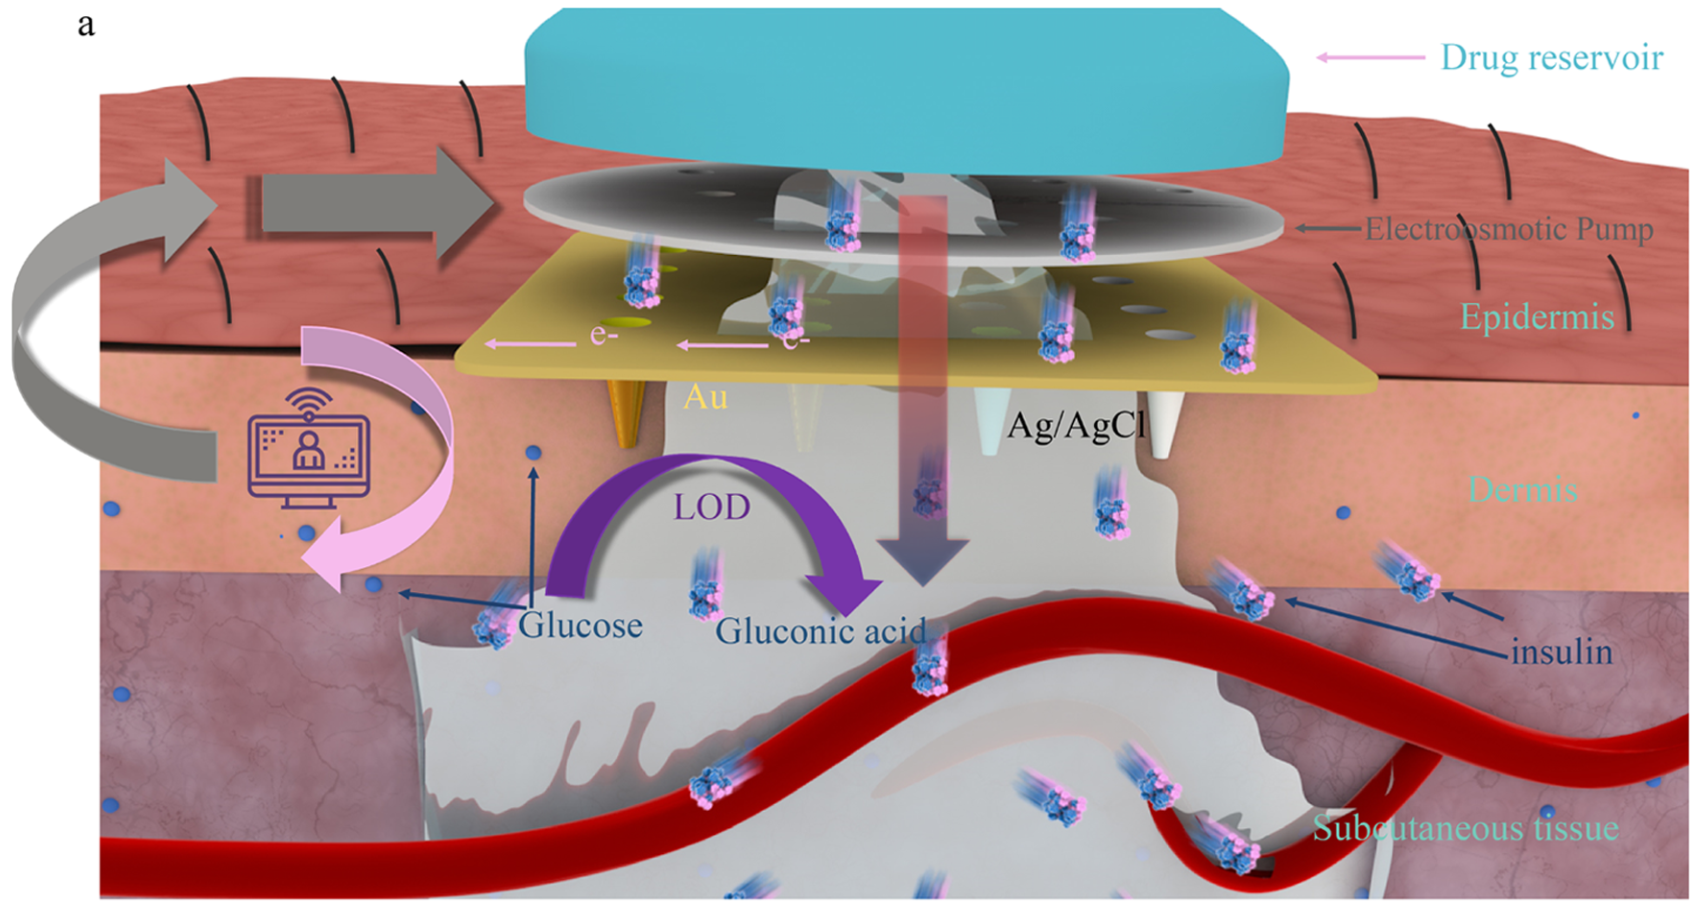 a
Drug reservoir
Electroosmotic Pump
Epidermis
e-
e-
Au
Ag/AgCl
Dermis
LOD
Glucose
Gluconic acid
insulin
Subcutaneous tissue